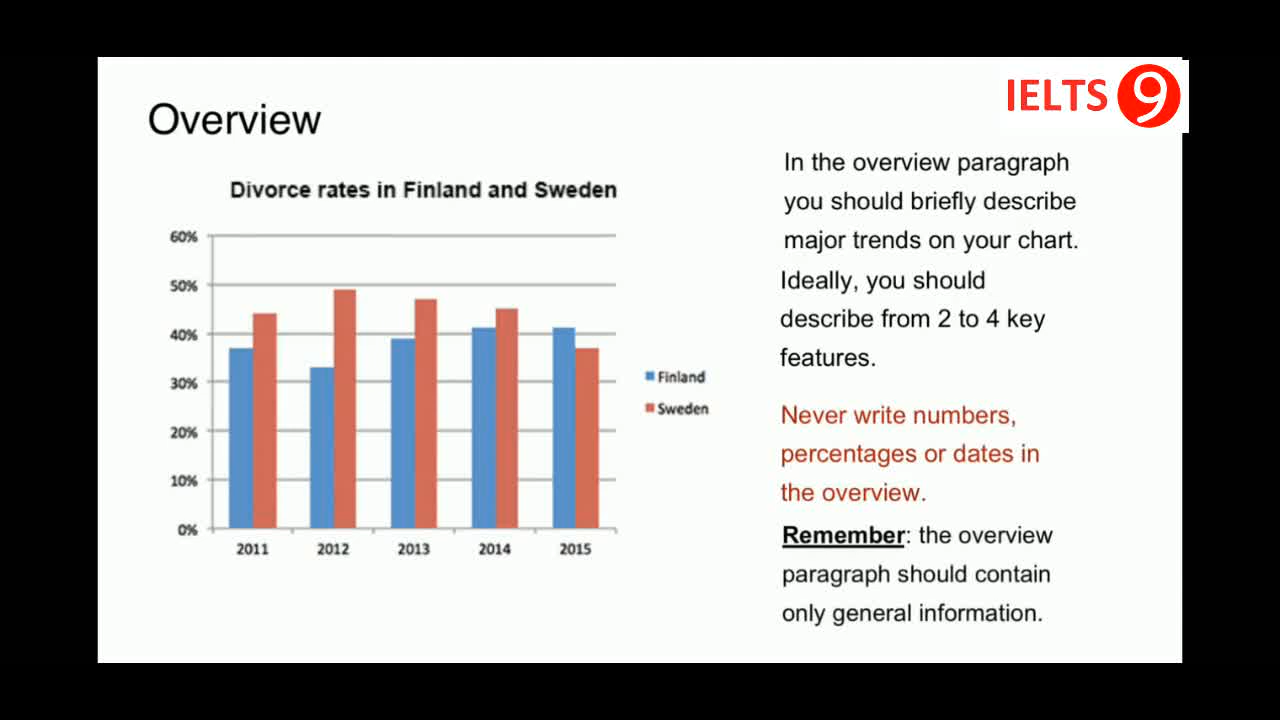 IELTS 9
Overview
Divorce rates in Finland and Sweden
60%
50%
40%
30%
20%
10%
0%
2011 2012 2013 2014 2015
Finland
Sweden
In the overview paragraph
you should briefly describe
major trends on your chart.
Ideally, you should
describe from 2 to 4 key
features.
Never write numbers,
percentages or dates in
the overview.
Remember: the overview
paragraph should contain
only general information.